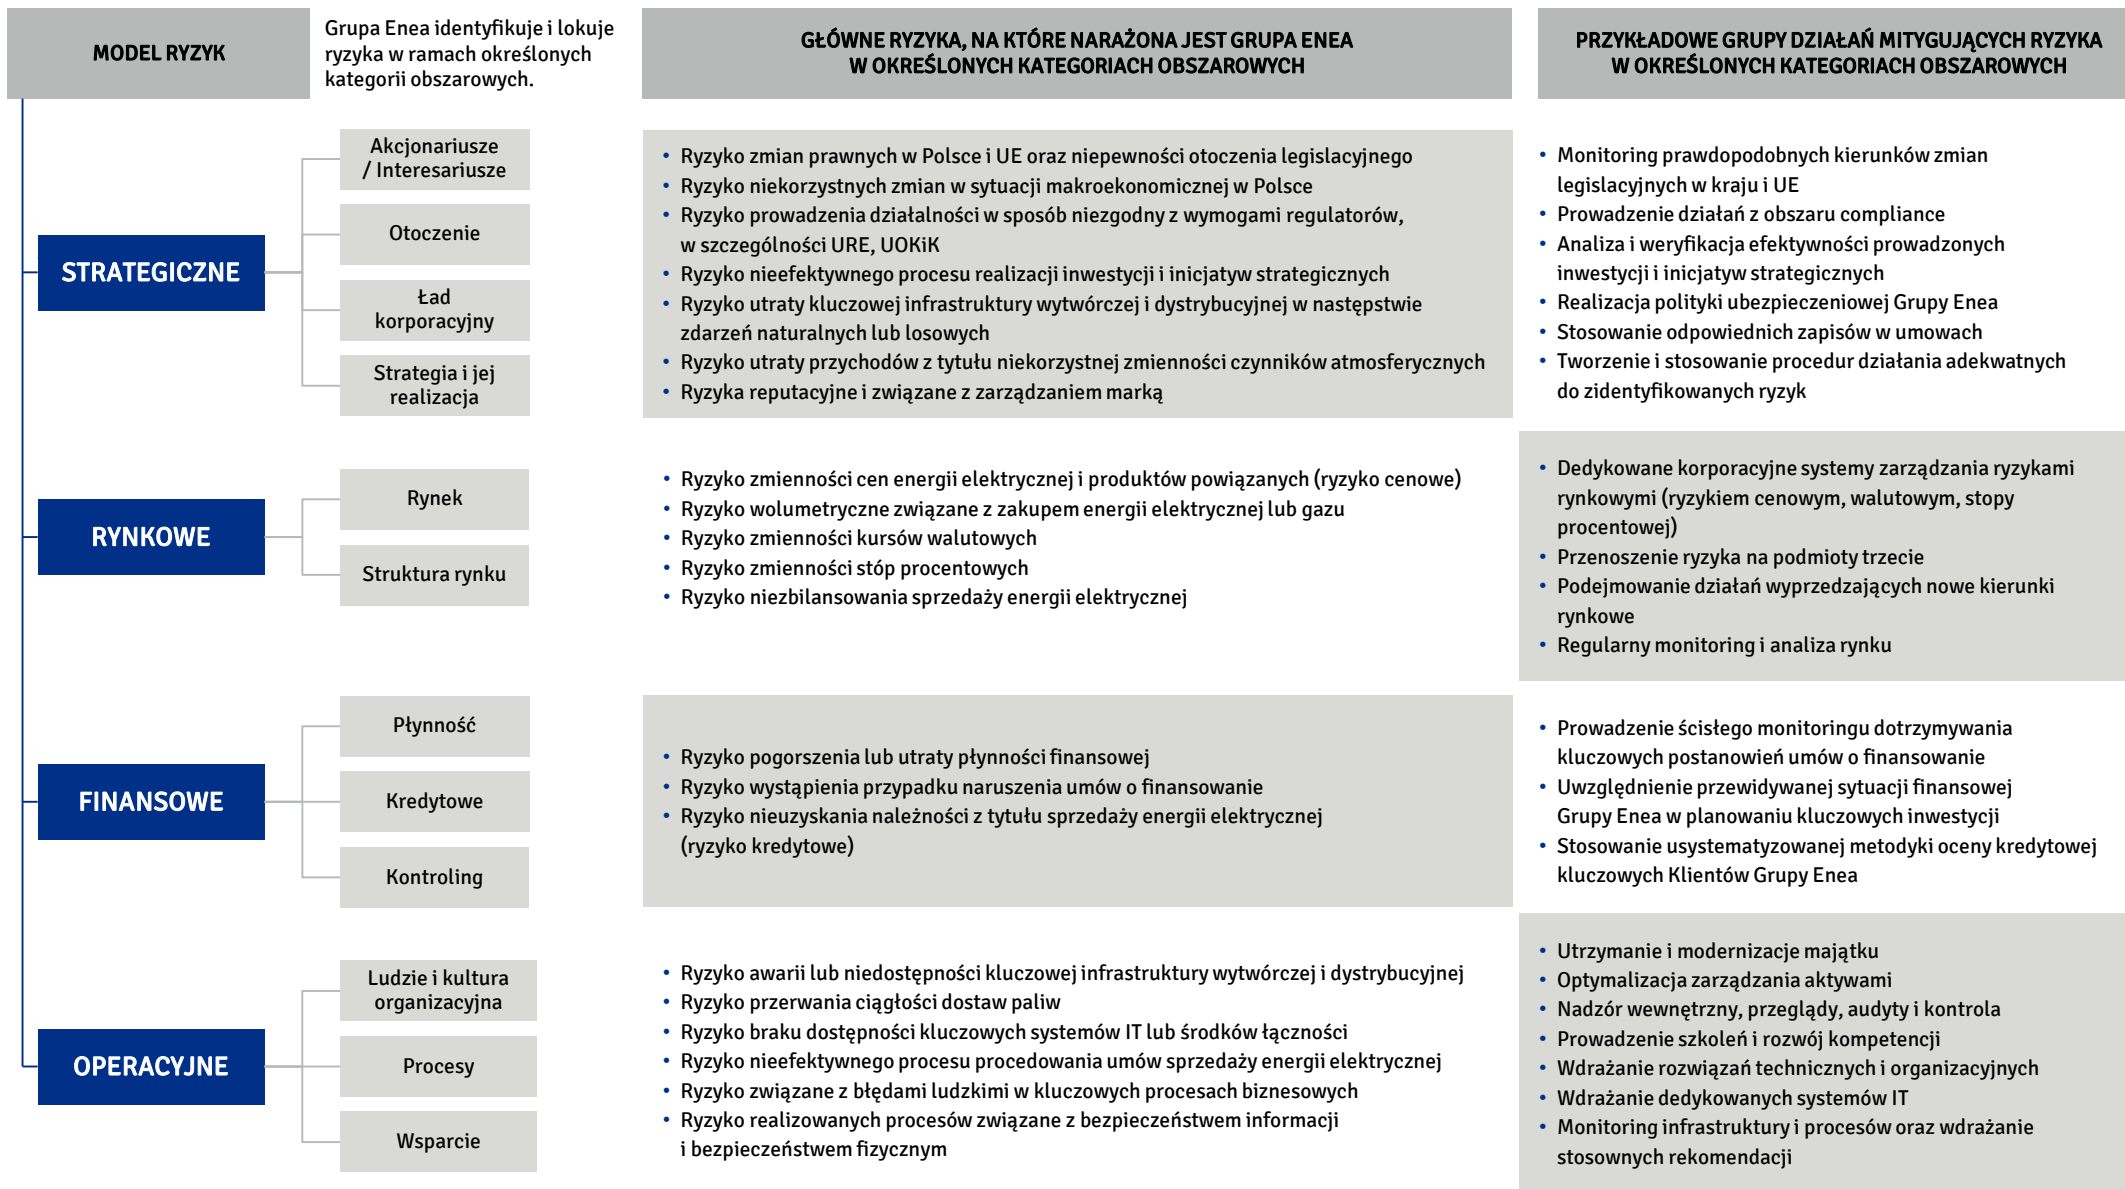 MODEL RYZYK
Grupa Enea identyfikuje i lokuje
ryzyka w ramach określonych
kategorii obszarowych.
GŁÓWNE RYZYKA, NA KTÓRE NARAŻONA JEST GRUPA ENEA
W OKREŚLONYCH KATEGORIACH OBSZAROWYCH
PRZYKŁADOWE GRUPY DZIAŁAŃ MITYGUJĄCYCH RYZYKA
W OKREŚLONYCH KATEGORIACH OBSZAROWYCH
STRATEGICZNE
Akcjonariusze
/ Interesariusze
Otoczenie
Ład
korporacyjny
Strategia i jej
realizacja
• Ryzyko zmian prawnych w Polsce i UE oraz niepewności otoczenia legislacyjnego
• Ryzyko niekorzystnych zmian w sytuacji makroekonomicznej w Polsce
• Ryzyko prowadzenia działalności w sposób niezgodny z wymogami regulatorów,
w szczególności URE, UOKiK
• Ryzyko nieefektywnego procesu realizacji inwestycji i inicjatyw strategicznych
• Ryzyko utraty kluczowej infrastruktury wytwórczej i dystrybucyjnej w następstwie
zdarzeń naturalnych lub losowych
• Ryzyko utraty przychodów z tytułu niekorzystnej zmienności czynników atmosferycznych
• Ryzyka reputacyjne i związane z zarządzaniem marką
• Monitoring prawdopodobnych kierunków zmian
legislacyjnych w kraju i UE
• Prowadzenie działań z obszaru compliance
• Analiza i weryfikacja efektywności prowadzonych
inwestycji i inicjatyw strategicznych
• Realizacja polityki ubezpieczeniowej Grupy Enea
• Stosowanie odpowiednich zapisów w umowach
• Tworzenie i stosowanie procedur działania adekwatnych
do zidentyfikowanych ryzyk
RYNKOWE
Rynek
Struktura rynku
• Ryzyko zmienności cen energii elektrycznej i produktów powiązanych (ryzyko cenowe)
• Ryzyko wolumetryczne związane z zakupem energii elektrycznej lub gazu
• Ryzyko zmienności kursów walutowych
• Ryzyko zmienności stóp procentowych
• Ryzyko niezbilansowania sprzedaży energii elektrycznej
• Dedykowane korporacyjne systemy zarządzania ryzykami
rynkowymi (ryzykiem cenowym, walutowym, stopy
procentowej)
• Przenoszenie ryzyka na podmioty trzecie
• Podejmowanie działań wyprzedzających nowe kierunki
rynkowe
• Regularny monitoring i analiza rynku
FINANSOWE
Płynność
Kredytowe
Kontroling
• Ryzyko pogorszenia lub utraty płynności finansowej
• Ryzyko wystąpienia przypadku naruszenia umów o finansowanie
• Ryzyko nieuzyskania należności z tytułu sprzedaży energii elektrycznej
(ryzyko kredytowe)
• Prowadzenie ścisłego monitoringu dotrzymywania
kluczowych postanowień umów o finansowanie
• Uwzględnienie przewidywanej sytuacji finansowej
Grupy Enea w planowaniu kluczowych inwestycji
• Stosowanie usystematyzowanej metodyki oceny kredytowej
kluczowych Klientów Grupy Enea
OPERACYJNE
Ludzie i kultura
organizacyjna
Procesy
Wsparcie
• Ryzyko awarii lub niedostępności kluczowej infrastruktury wytwórczej i dystrybucyjnej
• Ryzyko przerwania ciągłości dostaw paliw
• Ryzyko braku dostępności kluczowych systemów IT lub środków łączności
• Ryzyko nieefektywnego procesu procedowania umów sprzedaży energii elektrycznej
• Ryzyko związane z błędami ludzkimi w kluczowych procesach biznesowych
• Ryzyko realizowanych procesów związane z bezpieczeństwem informacji
i bezpieczeństwem fizycznym
• Utrzymanie i modernizacje majątku
• Optymalizacja zarządzania aktywami
• Nadzór wewnętrzny, przeglądy, audyty i kontrola
• Prowadzenie szkoleń i rozwój kompetencji
• Wdrażanie rozwiązań technicznych i organizacyjnych
• Wdrażanie dedykowanych systemów IT
• Monitoring infrastruktury i procesów oraz wdrażanie
stosownych rekomendacji